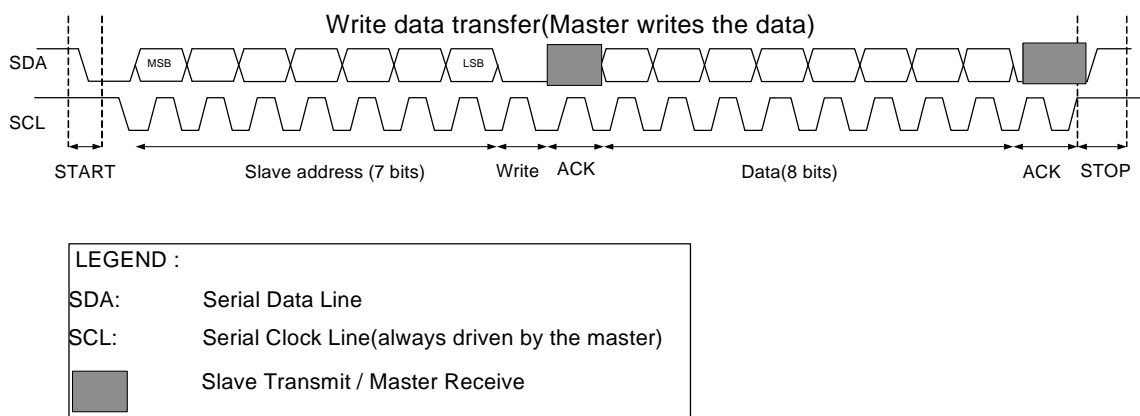 Write data transfer(Master writes the data)
SDA
MSB
LSB
SCL
START
Slave address (7 bits)
Write
ACK
Data(8 bits)
ACK
STOP
LEGEND :
SDA: Serial Data Line
SCL: Serial Clock Line(always driven by the master)
Slave Transmit / Master Receive